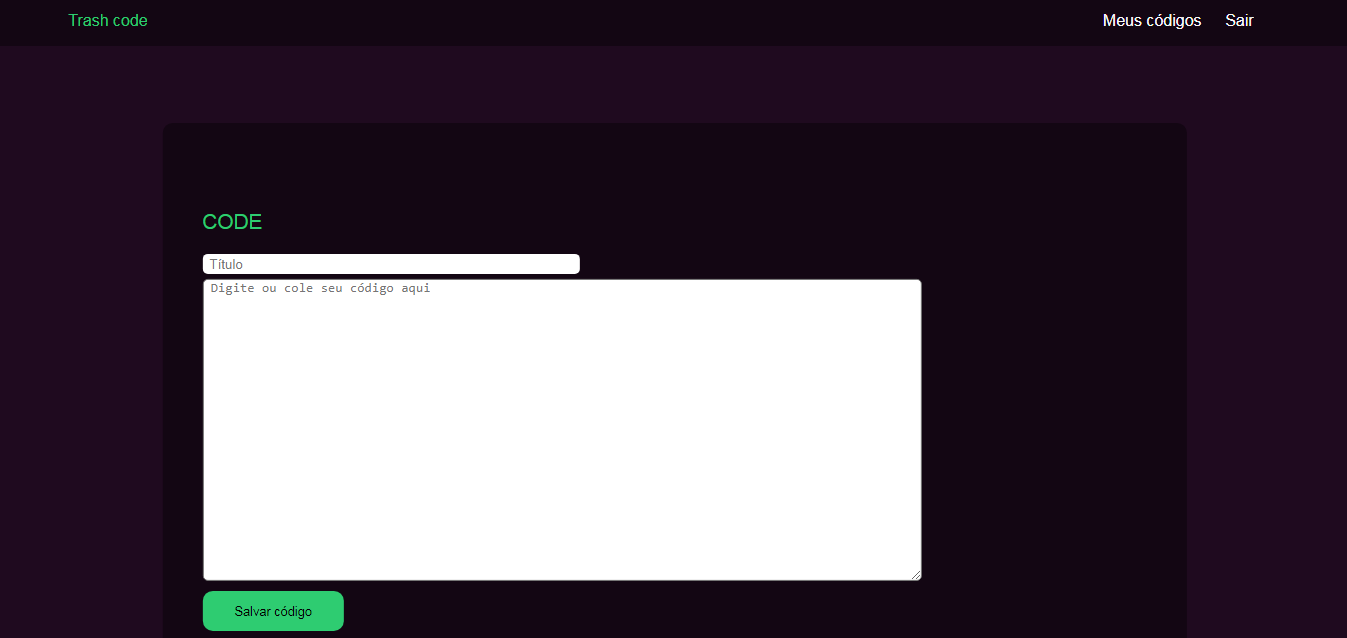 Trash code
Meus códigos Sair
CODE
Título
Digite ou cole seu código aqui
Salvar código